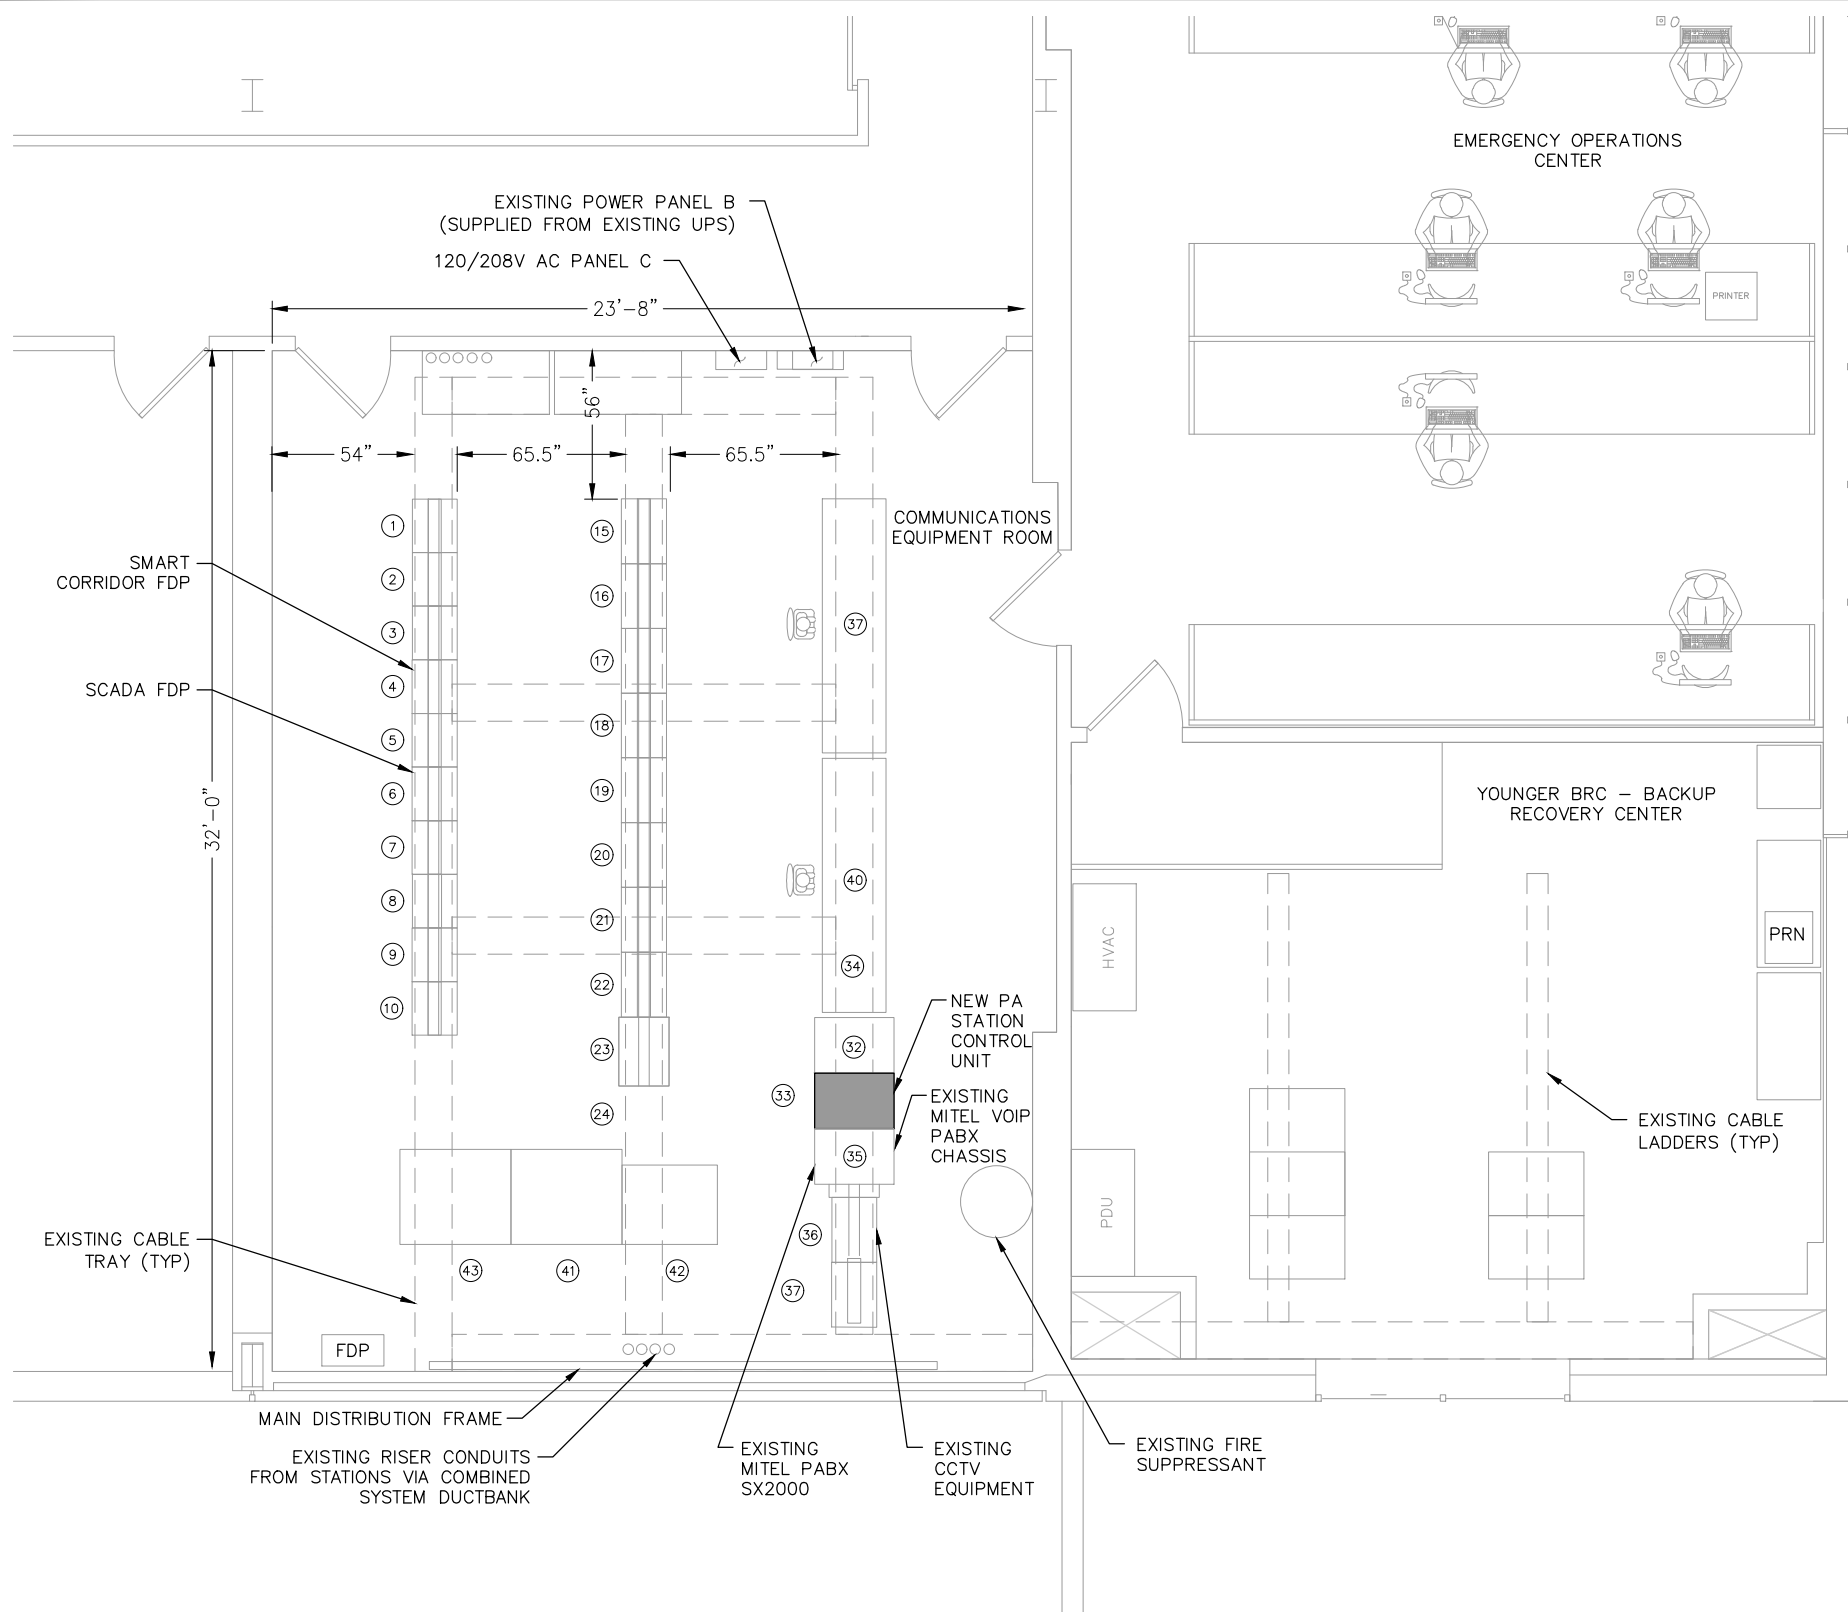 EMERGENCY OPERATIONS
CENTER
EXISTING POWER PANEL B
(SUPPLIED FROM EXISTING UPS)
120/208V AC PANEL C
23'-8"
PRINTER
56"
54"
65.5"
65.5"
COMMUNICATIONS
EQUIPMENT ROOM
SMART
CORRIDOR FDP
SCADA FDP
32'-0"
1
2
3
4
5
6
7
8
9
10
15
16
17
18
19
20
21
22
23
24
37
40
34
32
33
35
36
37
43
41
42
YOUNGER BRC – BACKUP
RECOVERY CENTER
PRN
HVAC
PDU
NEW PA
STATION
CONTROL
UNIT
EXISTING
MITEL VOIP
PABX
CHASSIS
EXISTING CABLE
LADDERS (TYP)
EXISTING CABLE
TRAY (TYP)
FDP
MAIN DISTRIBUTION FRAME
EXISTING RISER CONDUITS
FROM STATIONS VIA COMBINED
SYSTEM DUCTBANK
EXISTING
MITEL PABX
SX2000
EXISTING
CCTV
EQUIPMENT
EXISTING FIRE
SUPPRESSANT